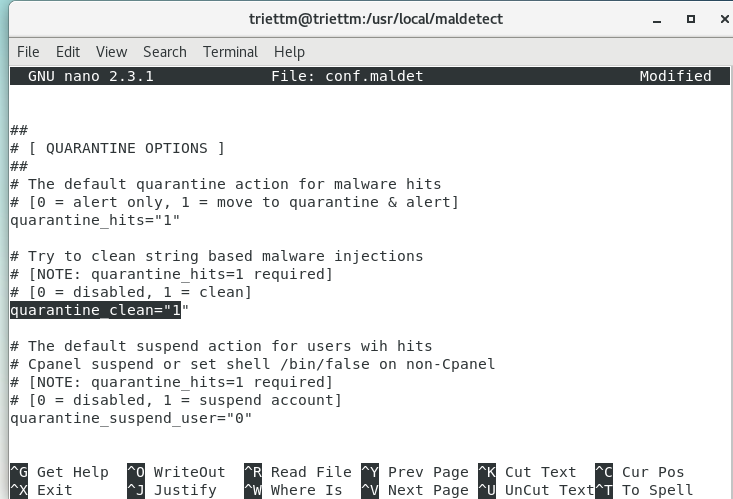 triettm@triettm:/usr/local/maldetect
File Edit View Search Terminal Help
GNU nano 2.3.1 File: conf.maldet Modified
##
# [ QUARANTINE OPTIONS ]
##
# The default quarantine action for malware hits
# [0 = alert only, 1 = move to quarantine & alert]
quarantine_hits="1"
# Try to clean string based malware injections
# [NOTE: quarantine_hits=1 required]
# [0 = disabled, 1 = clean]
quarantine_clean="1"
# The default suspend action for users wih hits
# Cpanel suspend or set shell /bin/false on non-Cpanel
# [NOTE: quarantine_hits=1 required]
# [0 = disabled, 1 = suspend account]
quarantine_suspend_user="0"
^G Get Help ^O WriteOut ^R Read File ^Y Prev Page ^K Cut Text ^C Cur Pos
^X Exit ^J Justify ^W Where Is ^V Next Page ^U UnCut Text ^T To Spell